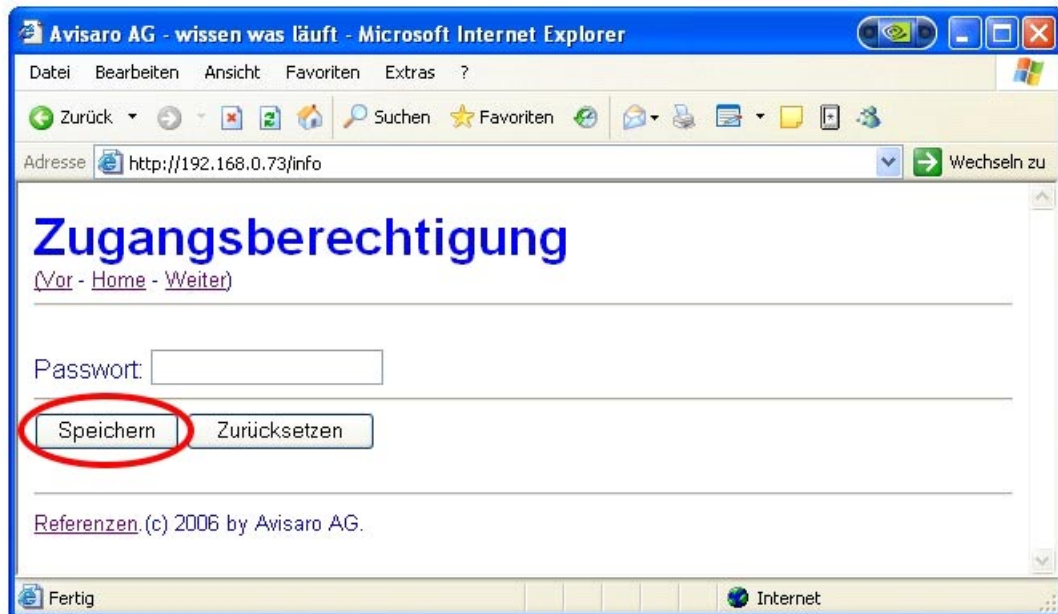 Avisaro AG - wissen was läuft - Microsoft Internet Explorer
Datei Bearbeiten Ansicht Favoriten Extras ?
Zurück Suchen Favoriten
Adresse http://192.168.0.73/info Wechseln zu
Zugangsberechtigung
(Vor - Home - Weiter)
Passwort:
Speichern Zurücksetzen
Referenzen.(c) 2006 by Avisaro AG.
Fertig Internet